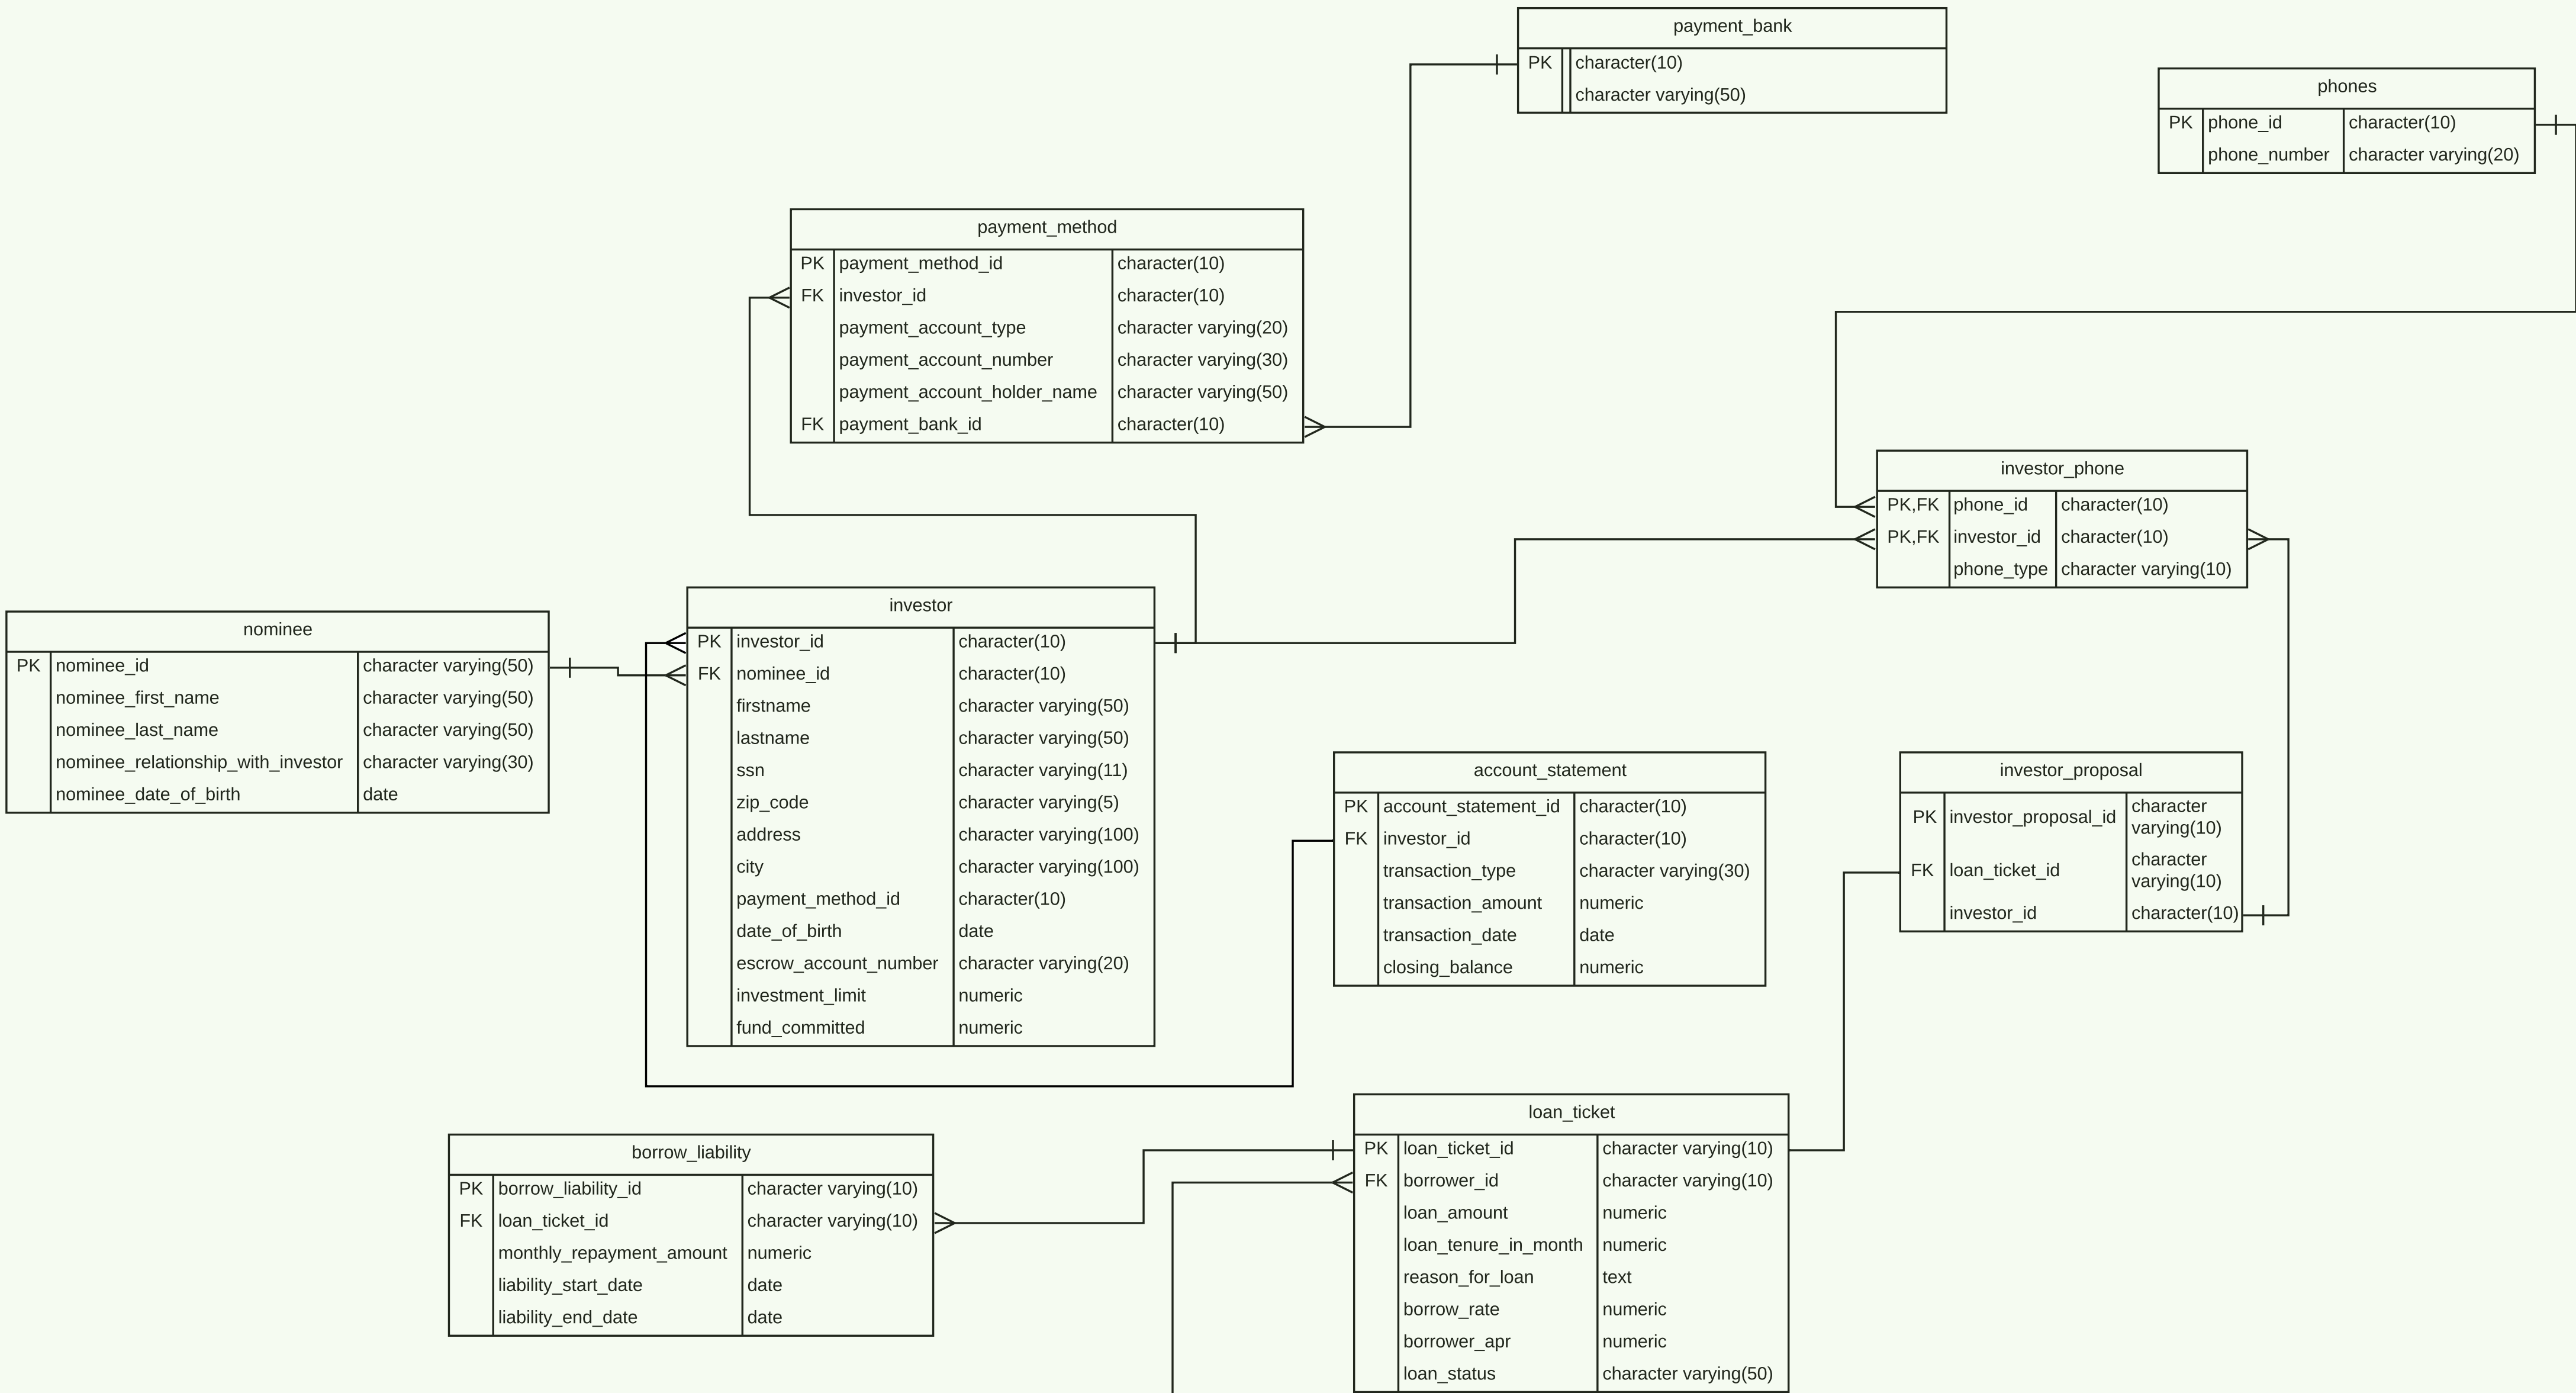 payment_bank
PK character(10)
character varying(50)
phones
PK phone_id character(10)
phone_number character varying(20)
payment_method
PK payment_method_id character(10)
FK investor_id character(10)
payment_account_type character varying(20)
payment_account_number character varying(30)
payment_account_holder_name character varying(50)
FK payment_bank_id character(10)
investor_phone
PK,FK phone_id character(10)
PK,FK investor_id character(10)
phone_type character varying(10)
nominee
PK nominee_id character varying(50)
nominee_first_name character varying(50)
nominee_last_name character varying(50)
nominee_relationship_with_investor character varying(30)
nominee_date_of_birth date
investor
PK investor_id character(10)
FK nominee_id character(10)
firstname character varying(50)
lastname character varying(50)
ssn character varying(11)
zip_code character varying(5)
address character varying(100)
city character varying(100)
payment_method_id character(10)
date_of_birth date
escrow_account_number character varying(20)
investment_limit numeric
fund_committed numeric
account_statement
PK account_statement_id character(10)
FK investor_id character(10)
transaction_type character varying(30)
transaction_amount numeric
transaction_date date
closing_balance numeric
investor_proposal
PK investor_proposal_id character
varying(10)
FK loan_ticket_id character
varying(10)
investor_id character(10)
borrow_liability
PK borrow_liability_id character varying(10)
FK loan_ticket_id character varying(10)
monthly_repayment_amount numeric
liability_start_date date
liability_end_date date
loan_ticket
PK loan_ticket_id character varying(10)
FK borrower_id character varying(10)
loan_amount numeric
loan_tenure_in_month numeric
reason_for_loan text
borrow_rate numeric
borrower_apr numeric
loan_status character varying(50)